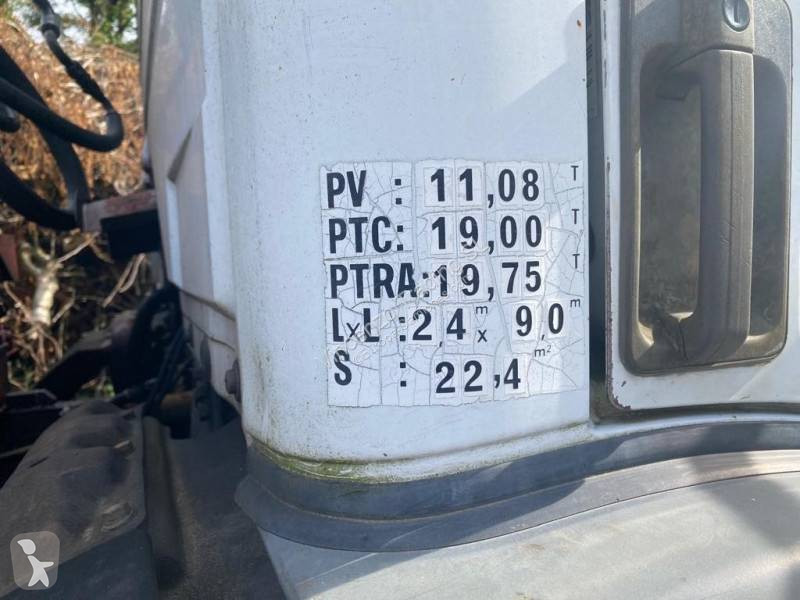 PV : 11,08 T
PTC: 19,00 T
PTRA: 19,75 T
LxL : 2,4 m x 9,0 m
S : 22,4 m²